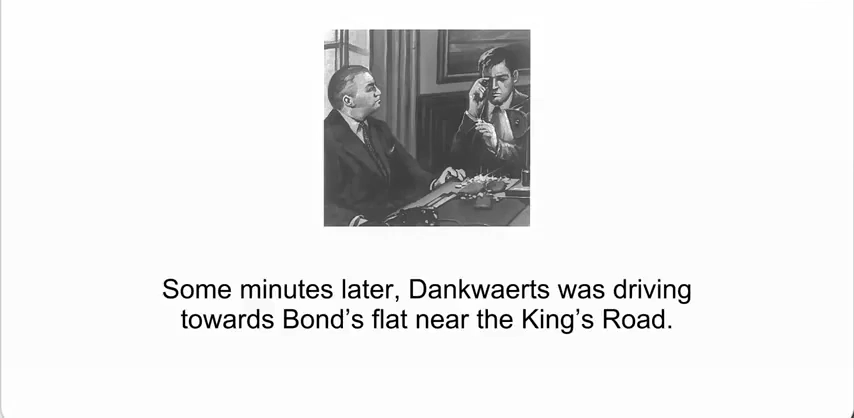 Some minutes later, Dankwaerts was driving
towards Bond’s flat near the King’s Road.